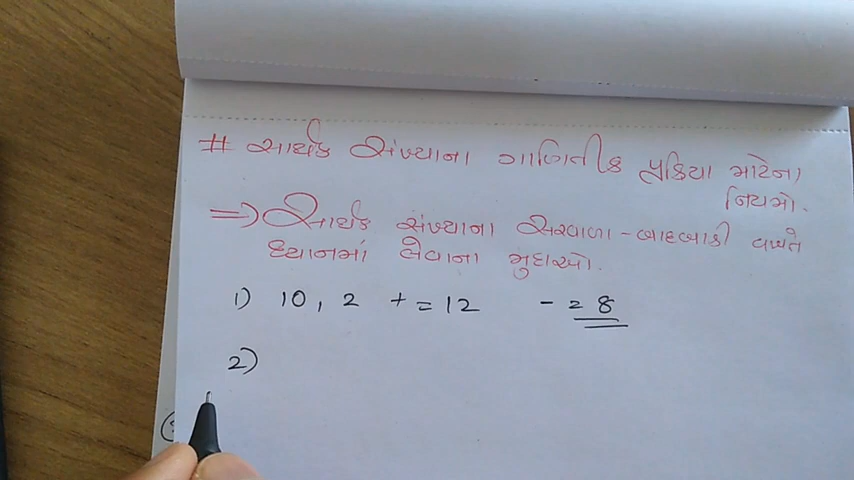 # સાર્થક સંખ્યાના ગાણિતીક પ્રક્રિયા માટેના
નિયમો.
=> સાર્થક સંખ્યાના સરવાળા - બાદબાકી વખતે
ધ્યાનમાં લેવાના મુદ્દાઓ.
1) 10, 2 + = 12 - = 8
2)